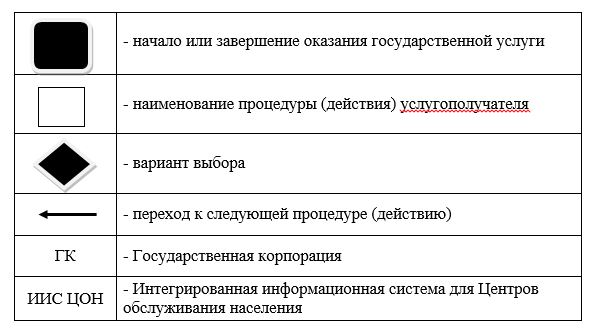 - начало или завершение оказания государственной услуги
- наименование процедуры (действия) услугополучателя
- вариант выбора
- переход к следующей процедуре (действию)
ГК - Государственная корпорация
ИИС ЦОН - Интегрированная информационная система для Центров
обслуживания населения